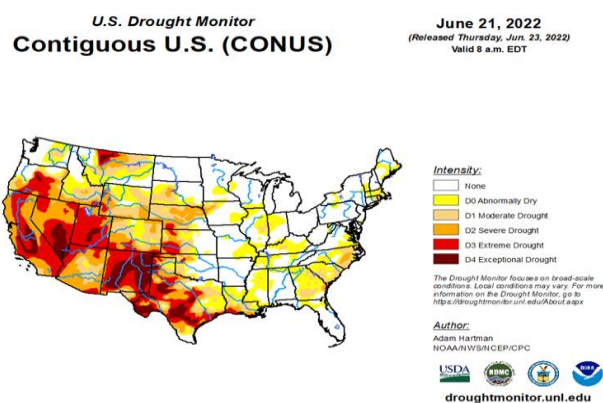 U.S. Drought Monitor
Contiguous U.S. (CONUS)
June 21, 2022
(Released Thursday, Jun. 23, 2022)
Valid 8 a.m. EDT
Intensity:
None
D0 Abnormally Dry
D1 Moderate Drought
D2 Severe Drought
D3 Extreme Drought
D4 Exceptional Drought
The Drought Monitor focuses on broad-scale
conditions. Local conditions may vary. For more
information on the Drought Monitor, go to
https://droughtmonitor.unl.edu/About.aspx
Author:
Adam Hartman
NOAA/NWS/NCEP/CPC
USDA
NDMC
droughtmonitor.unl.edu